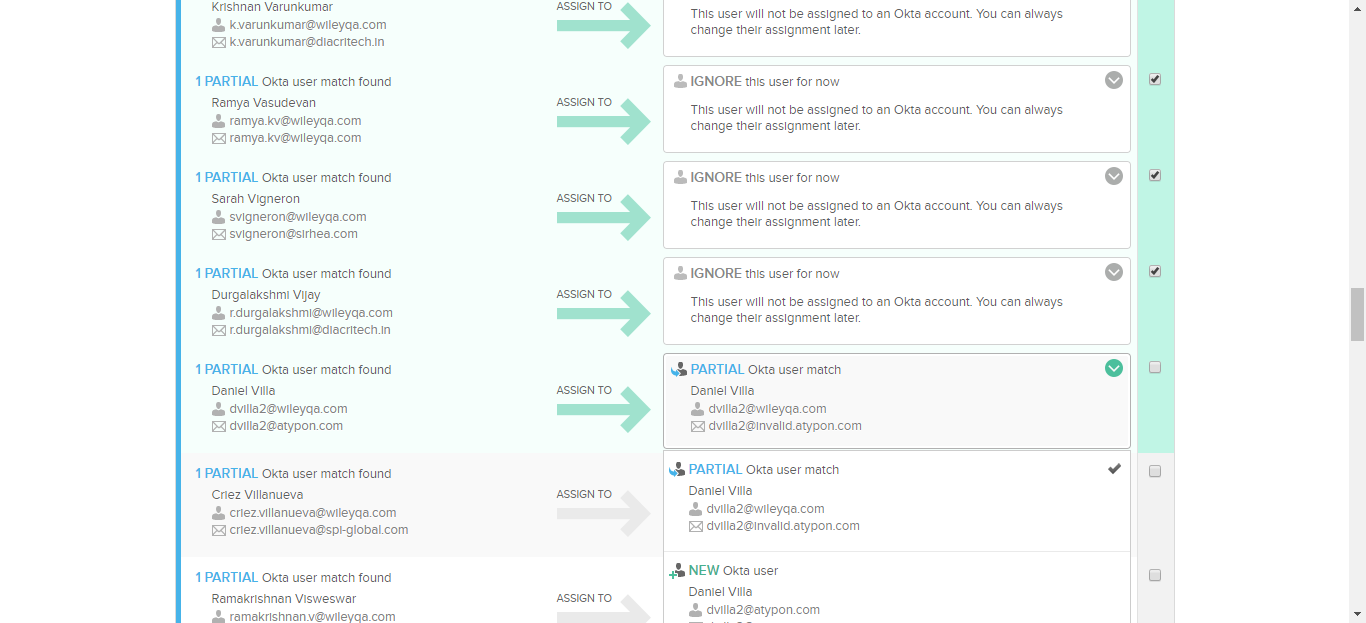 Krishnan Varunkumar
k.varunkumar@wileyqa.com
k.varunkumar@diacritech.in
ASSIGN TO
This user will not be assigned to an Okta account. You can always
change their assignment later.
1 PARTIAL Okta user match found
Ramya Vasudevan
ramya.kv@wileyqa.com
ramya.kv@wileyqa.com
ASSIGN TO
IGNORE this user for now
This user will not be assigned to an Okta account. You can always
change their assignment later.
1 PARTIAL Okta user match found
Sarah Vigneron
svigneron@wileyqa.com
svigneron@sirhea.com
ASSIGN TO
IGNORE this user for now
This user will not be assigned to an Okta account. You can always
change their assignment later.
1 PARTIAL Okta user match found
Durgalakshmi Vijay
r.durgalakshmi@wileyqa.com
r.durgalakshmi@diacritech.in
ASSIGN TO
IGNORE this user for now
This user will not be assigned to an Okta account. You can always
change their assignment later.
1 PARTIAL Okta user match found
Daniel Villa
dvilla2@wileyqa.com
dvilla2@atypon.com
ASSIGN TO
PARTIAL Okta user match
Daniel Villa
dvilla2@wileyqa.com
dvilla2@invalid.atypon.com
1 PARTIAL Okta user match found
Criez Villanueva
criez.villanueva@wileyqa.com
criez.villanueva@spi-global.com
ASSIGN TO
PARTIAL Okta user match
Daniel Villa
dvilla2@wileyqa.com
dvilla2@invalid.atypon.com
1 PARTIAL Okta user match found
Ramakrishnan Visweswar
ramakrishnan.v@wileyqa.com
ASSIGN TO
NEW Okta user
Daniel Villa
dvilla2@atypon.com